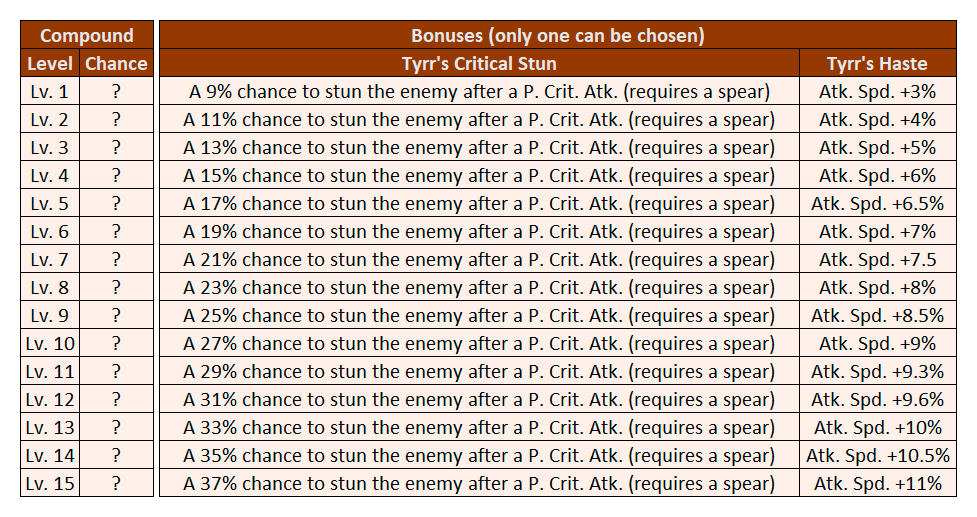 Compound Bonuses (only one can be chosen)
Level Chance Tyrr's Critical Stun Tyrr's Haste
Lv. 1 ? A 9% chance to stun the enemy after a P. Crit. Atk. (requires a spear) Atk. Spd. +3%
Lv. 2 ? A 11% chance to stun the enemy after a P. Crit. Atk. (requires a spear) Atk. Spd. +4%
Lv. 3 ? A 13% chance to stun the enemy after a P. Crit. Atk. (requires a spear) Atk. Spd. +5%
Lv. 4 ? A 15% chance to stun the enemy after a P. Crit. Atk. (requires a spear) Atk. Spd. +6%
Lv. 5 ? A 17% chance to stun the enemy after a P. Crit. Atk. (requires a spear) Atk. Spd. +6.5%
Lv. 6 ? A 19% chance to stun the enemy after a P. Crit. Atk. (requires a spear) Atk. Spd. +7%
Lv. 7 ? A 21% chance to stun the enemy after a P. Crit. Atk. (requires a spear) Atk. Spd. +7.5
Lv. 8 ? A 23% chance to stun the enemy after a P. Crit. Atk. (requires a spear) Atk. Spd. +8%
Lv. 9 ? A 25% chance to stun the enemy after a P. Crit. Atk. (requires a spear) Atk. Spd. +8.5%
Lv. 10 ? A 27% chance to stun the enemy after a P. Crit. Atk. (requires a spear) Atk. Spd. +9%
Lv. 11 ? A 29% chance to stun the enemy after a P. Crit. Atk. (requires a spear) Atk. Spd. +9.3%
Lv. 12 ? A 31% chance to stun the enemy after a P. Crit. Atk. (requires a spear) Atk. Spd. +9.6%
Lv. 13 ? A 33% chance to stun the enemy after a P. Crit. Atk. (requires a spear) Atk. Spd. +10%
Lv. 14 ? A 35% chance to stun the enemy after a P. Crit. Atk. (requires a spear) Atk. Spd. +10.5%
Lv. 15 ? A 37% chance to stun the enemy after a P. Crit. Atk. (requires a spear) Atk. Spd. +11%